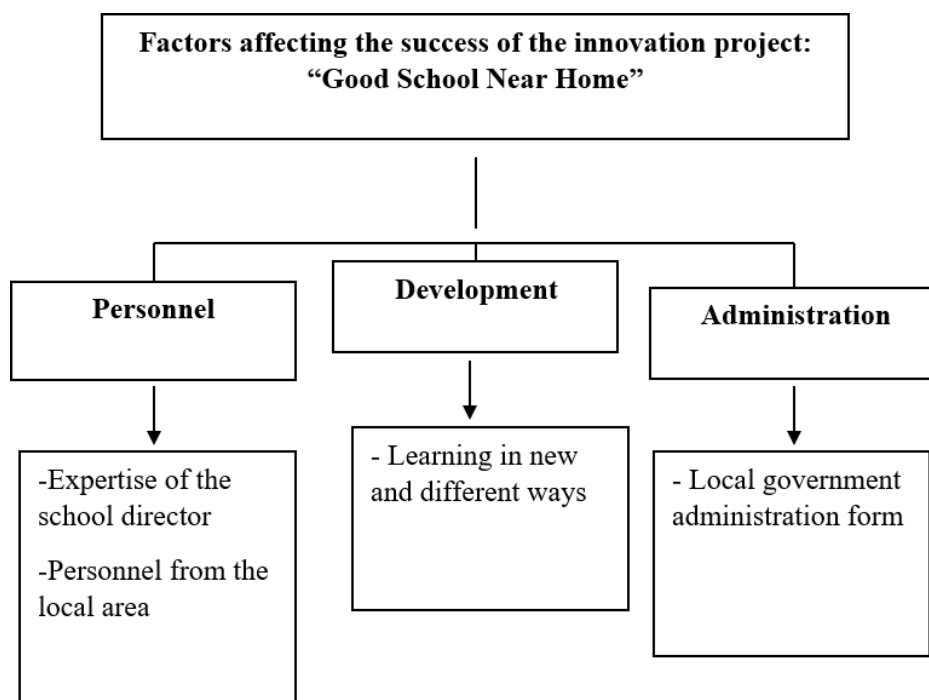 Factors affecting the success of the innovation project:
“Good School Near Home”
Personnel
Development
Administration
-Expertise of the
school director
-Personnel from the
local area
- Learning in new
and different ways
- Local government
administration form